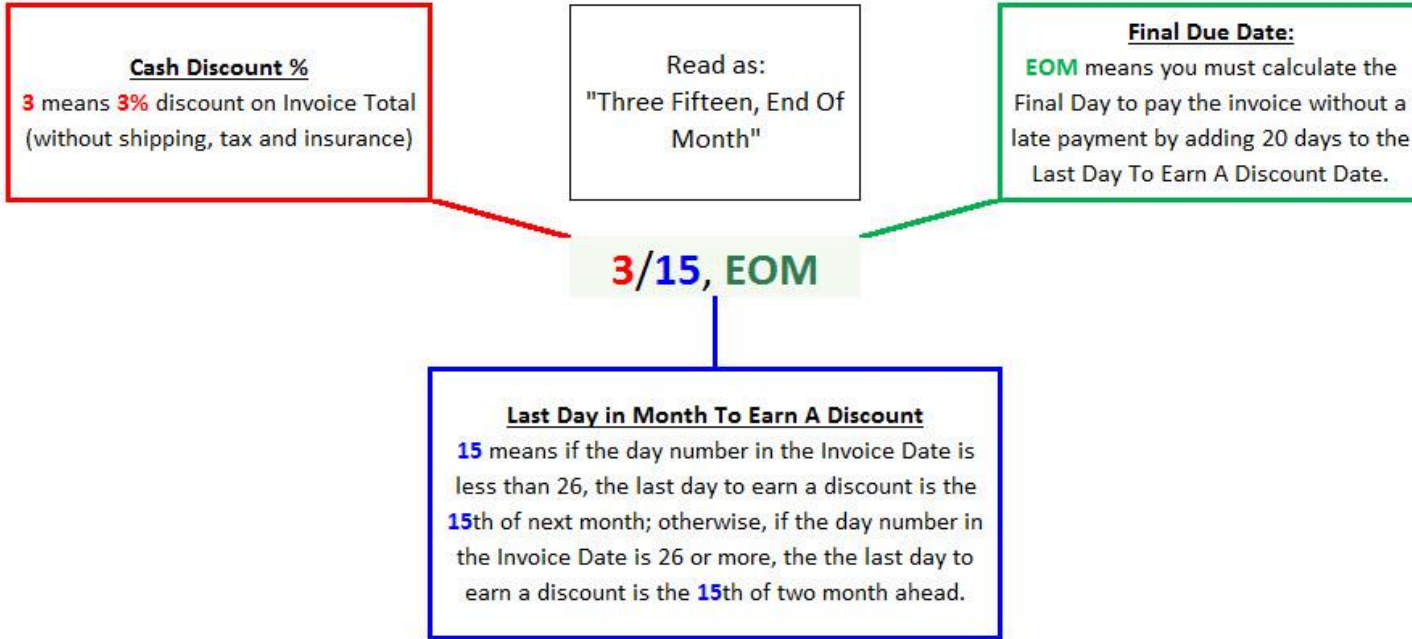 Cash Discount %
3 means 3% discount on Invoice Total
(without shipping, tax and insurance)
Read as:
"Three Fifteen, End Of
Month"
Final Due Date:
EOM means you must calculate the
Final Day to pay the invoice without a
late payment by adding 20 days to the
Last Day To Earn A Discount Date.
3/15, EOM
Last Day in Month To Earn A Discount
15 means if the day number in the Invoice Date is
less than 26, the last day to earn a discount is the
15th of next month; otherwise, if the day number in
the Invoice Date is 26 or more, the the last day to
earn a discount is the 15th of two month ahead.